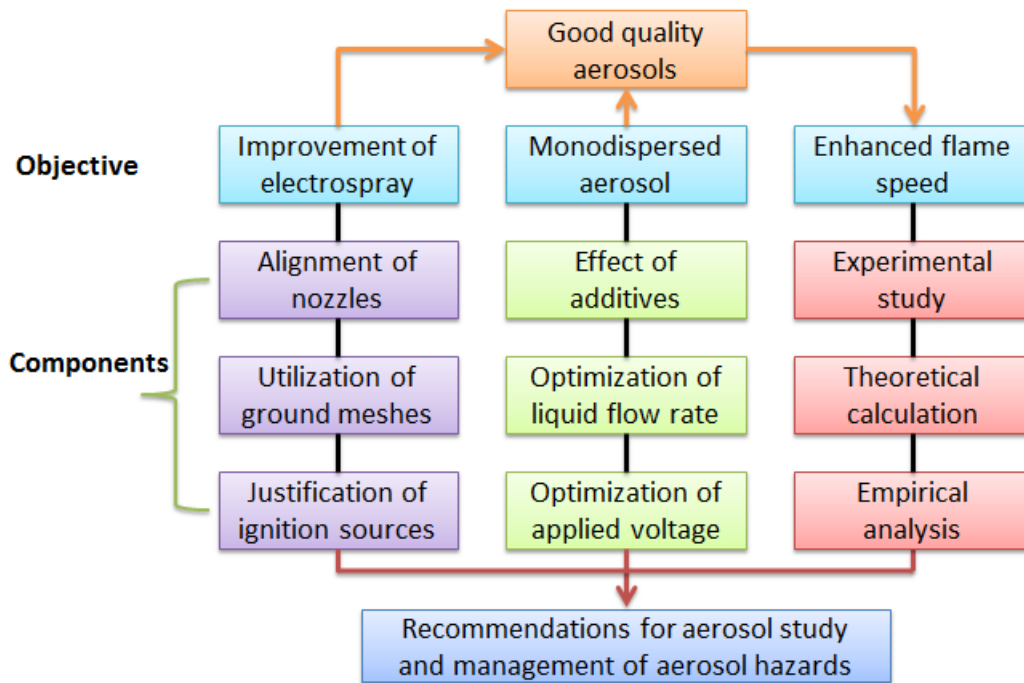 Good quality
aerosols
Objective
Improvement of
electrospray
Monodispersed
aerosol
Enhanced flame
speed
Components
Alignment of
nozzles
Effect of
additives
Experimental
study
Utilization of
ground meshes
Optimization of
liquid flow rate
Theoretical
calculation
Justification of
ignition sources
Optimization of
applied voltage
Empirical
analysis
Recommendations for aerosol study
and management of aerosol hazards